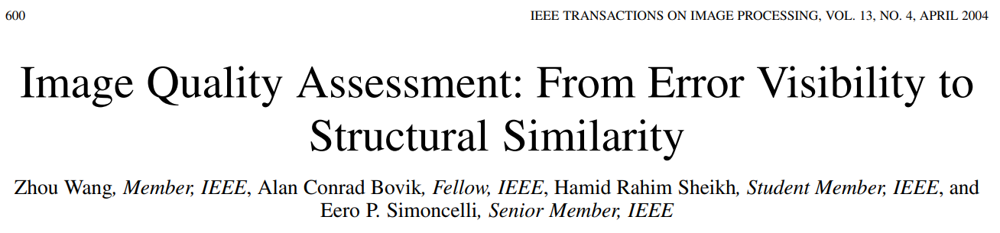 600
IEEE TRANSACTIONS ON IMAGE PROCESSING, VOL. 13, NO. 4, APRIL 2004
Image Quality Assessment: From Error Visibility to
Structural Similarity
Zhou Wang, Member, IEEE, Alan Conrad Bovik, Fellow, IEEE, Hamid Rahim Sheikh, Student Member, IEEE, and
Eero P. Simoncelli, Senior Member, IEEE